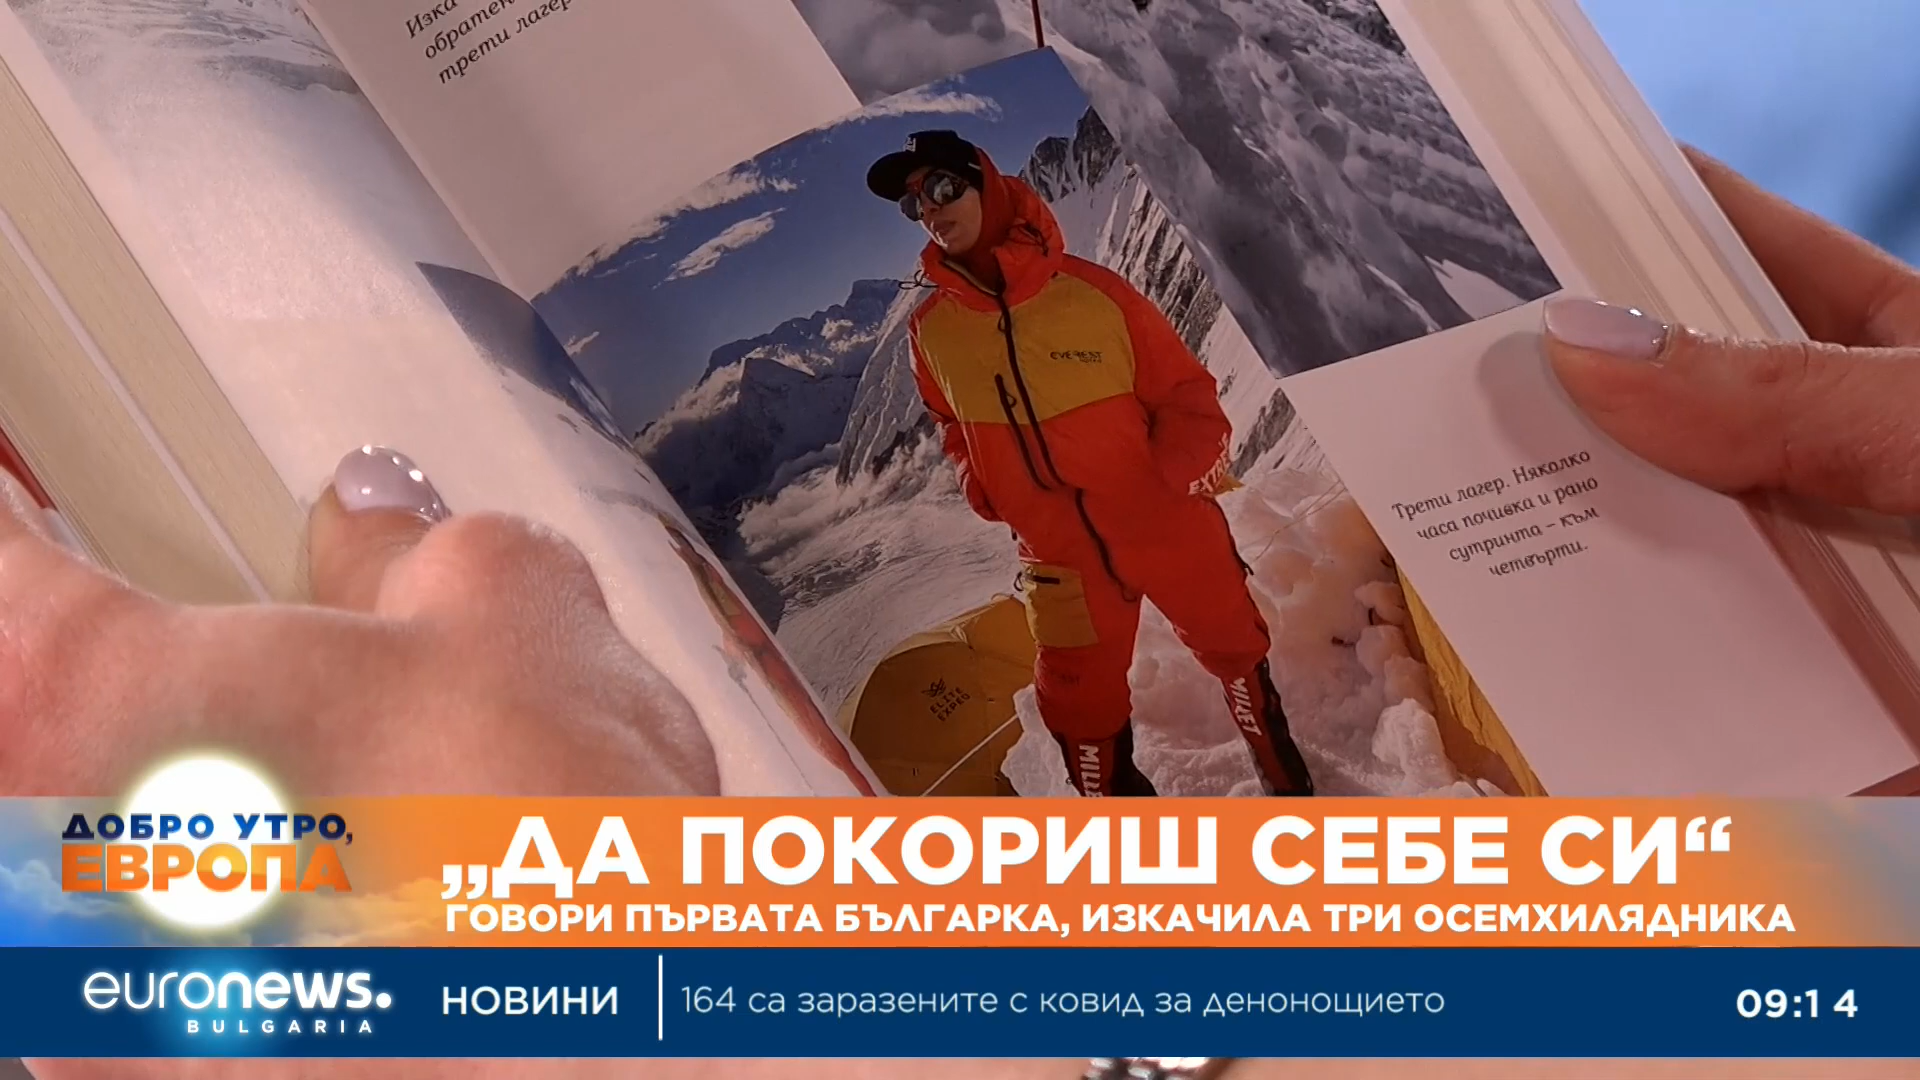 Изка
обратен
трети лагер
EVEREST
EXTRE
ELITE
EXPED
MILLET
Трети лагер. Няколко
часа почивка и рано
сутринта – към
четвърти.
ДОБРО УТРО,
ЕВРОПА
„ДА ПОКОРИШ СЕБЕ СИ“
ГОВОРИ ПЪРВАТА БЪЛГАРКА, ИЗКАЧИЛА ТРИ ОСЕМХИЛЯДНИКА
euronews.
BULGARIA
НОВИНИ
164 са заразените с ковид за денонощието
09:14